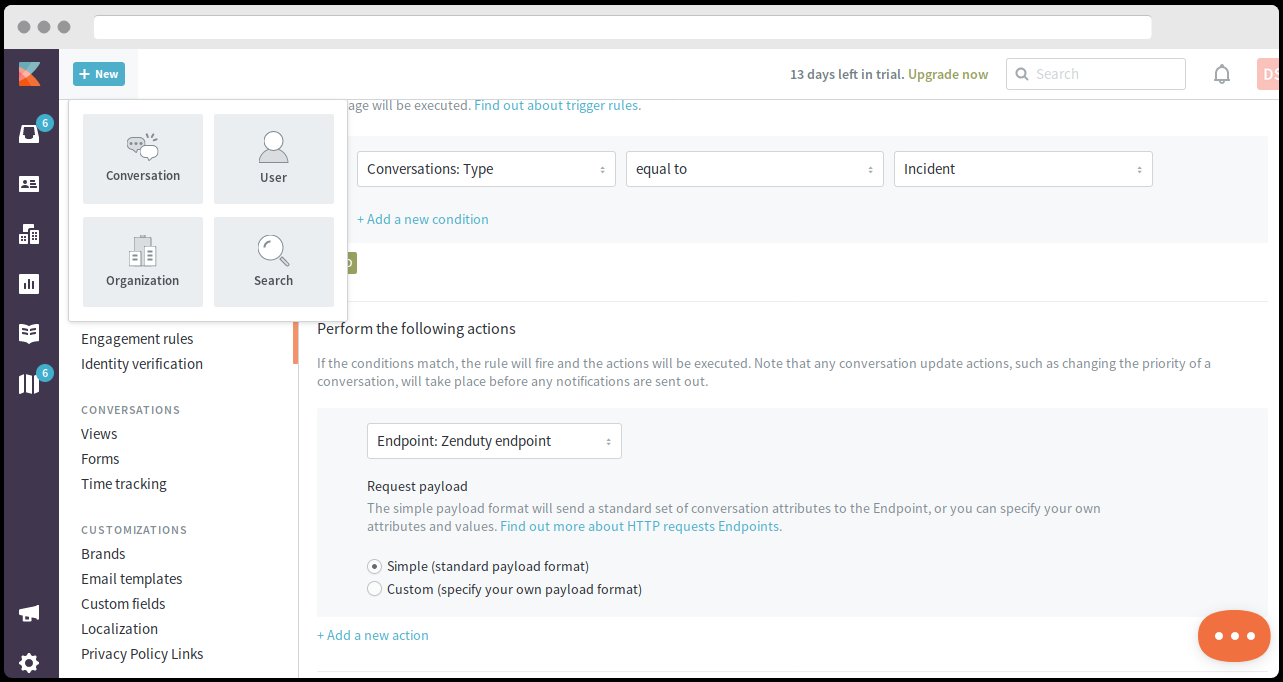 New
13 days left in trial. Upgrade now
Search
DS
6
6
Conversation
User
Organization
Search
Engagement rules
Identity verification
CONVERSATIONS
Views
Forms
Time tracking
CUSTOMIZATIONS
Brands
Email templates
Custom fields
Localization
Privacy Policy Links
age will be executed. Find out about trigger rules.
Conversations: Type
equal to
Incident
+ Add a new condition
Perform the following actions
If the conditions match, the rule will fire and the actions will be executed. Note that any conversation update actions, such as changing the priority of a
conversation, will take place before any notifications are sent out.
Endpoint: Zenduty endpoint
Request payload
The simple payload format will send a standard set of conversation attributes to the Endpoint, or you can specify your own
attributes and values. Find out more about HTTP requests Endpoints.
Simple (standard payload format)
Custom (specify your own payload format)
+ Add a new action